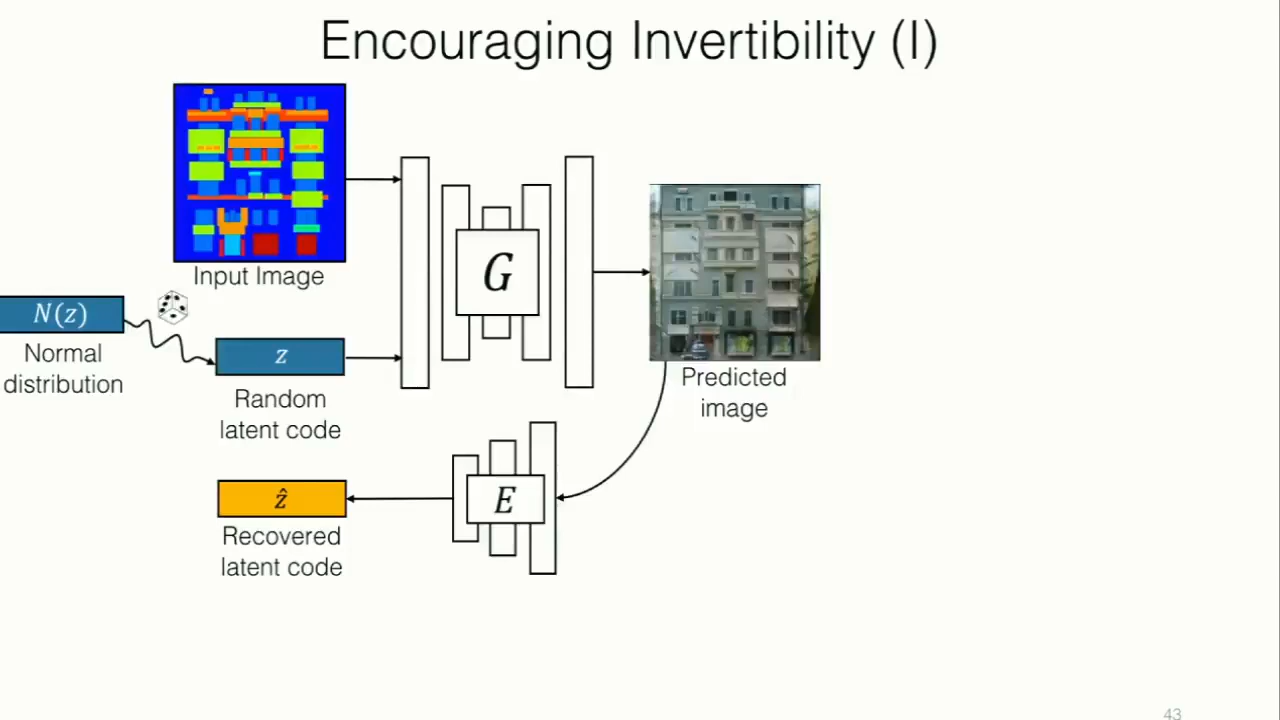 Encouraging Invertibility (I)
Input Image
G
N(z)
Normal
distribution
z
Random
latent code
Predicted
image
E
ẑ
Recovered
latent code
43